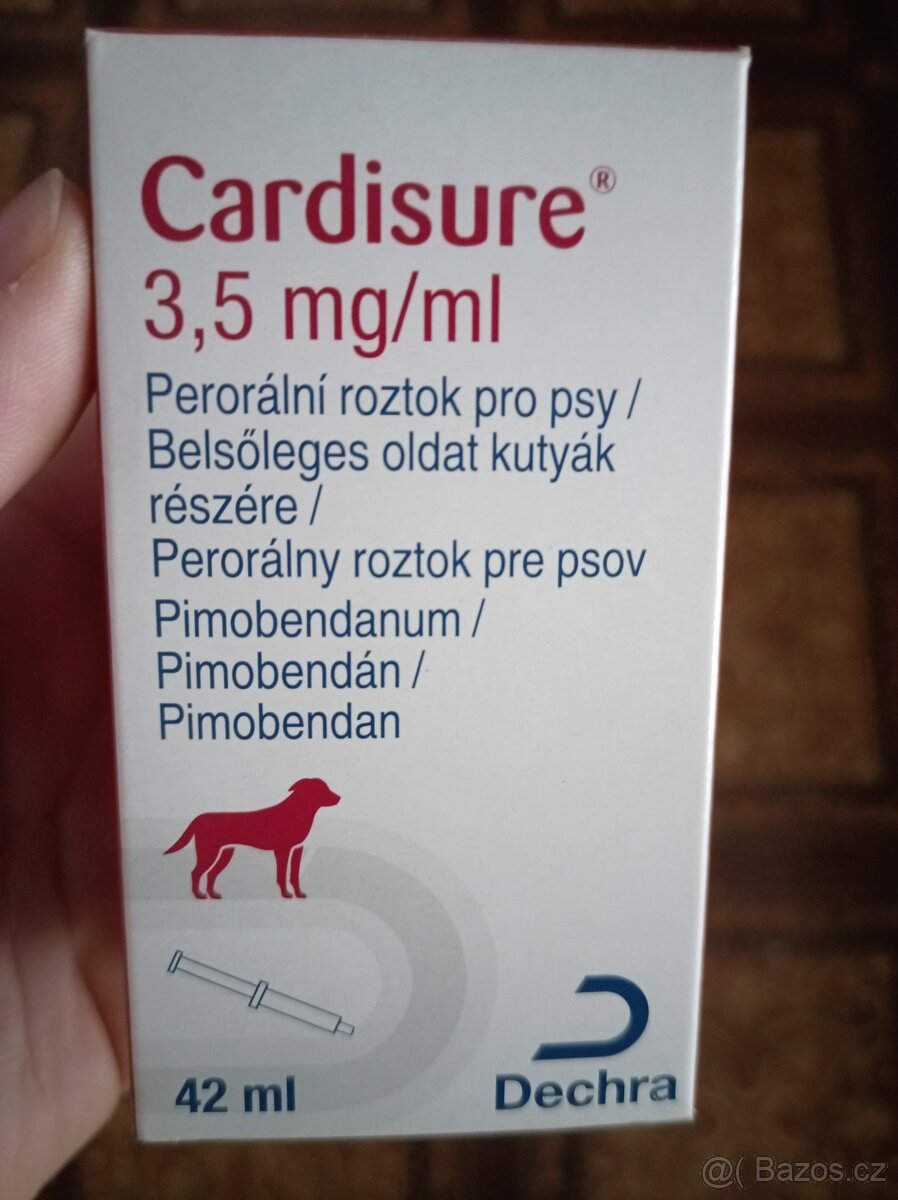 Cardisure®
3,5 mg/ml
Perorální roztok pro psy /
Belsőleges oldat kutyák
részére /
Perorálny roztok pre psov
Pimobendanum /
Pimobendán /
Pimobendan
42 ml
Dechra
@( Bazos.cz